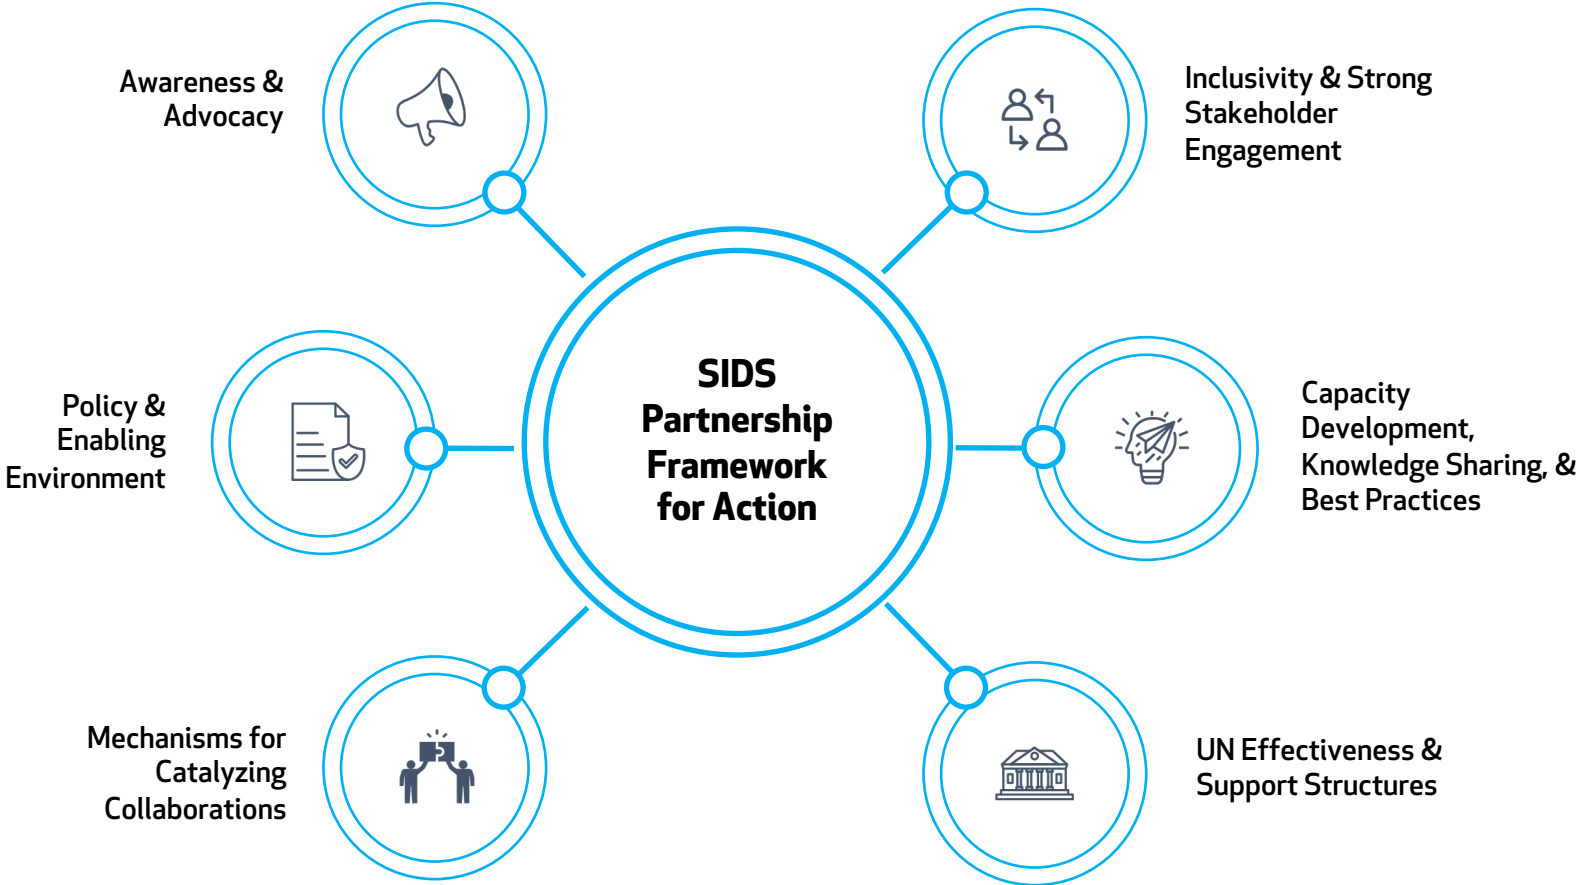 Awareness &
Advocacy
Inclusivity & Strong
Stakeholder
Engagement
Policy &
Enabling
Environment
SIDS
Partnership
Framework
for Action
Capacity
Development,
Knowledge Sharing, &
Best Practices
Mechanisms for
Catalyzing
Collaborations
UN Effectiveness &
Support Structures